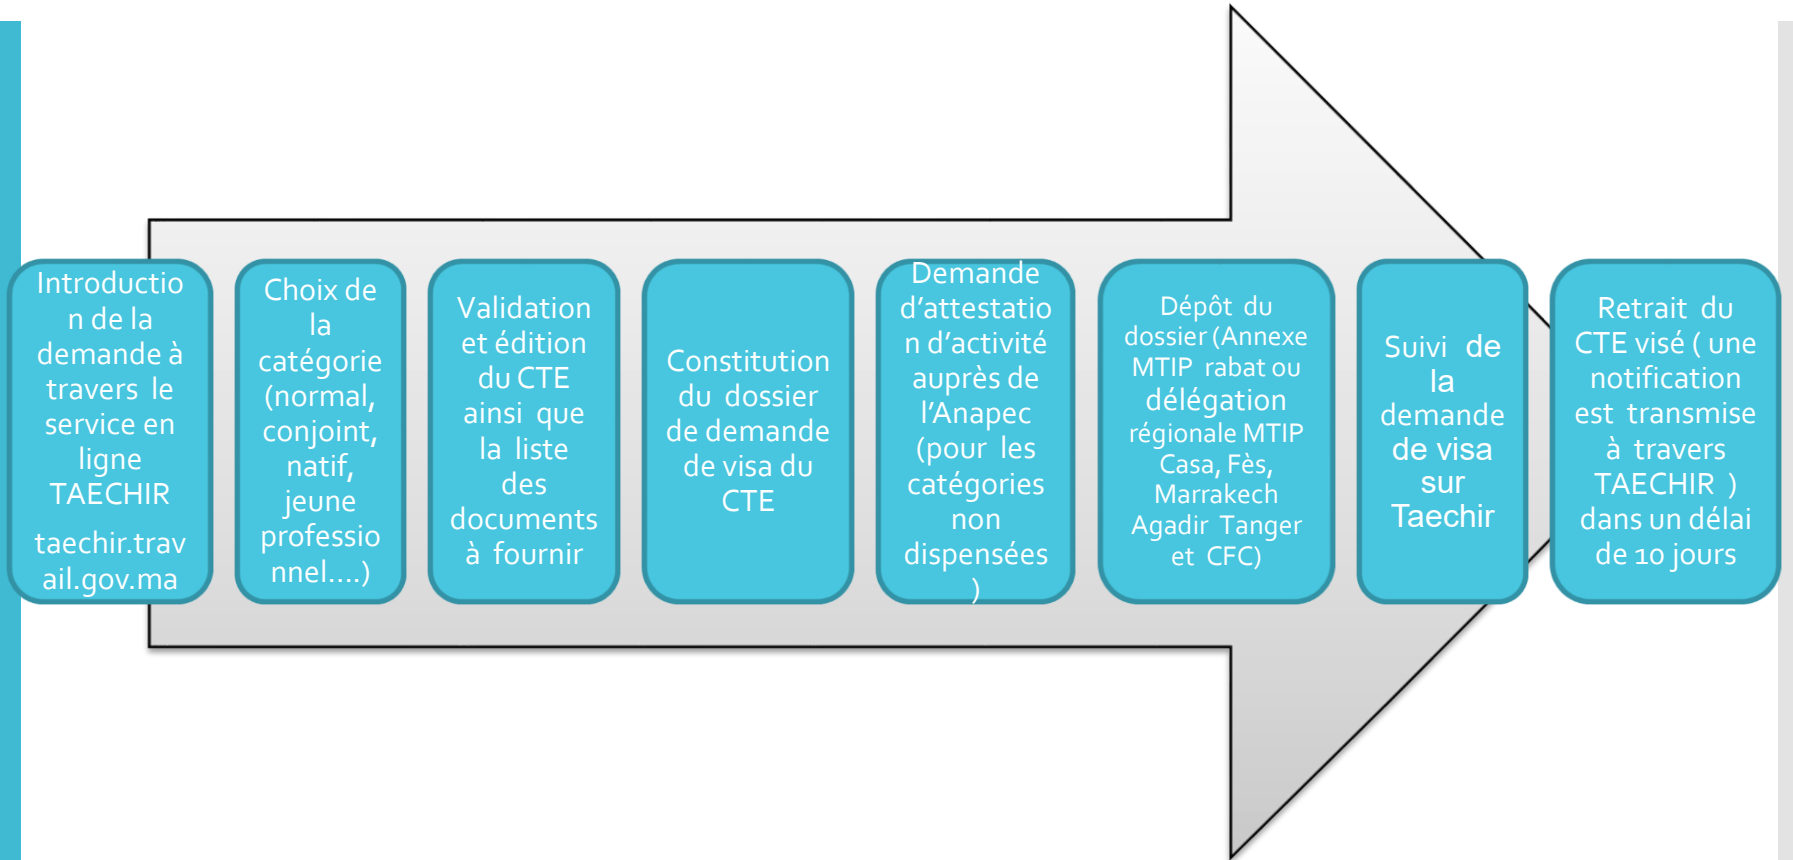 Introductio
n de la
demande à
travers le
service en
ligne
TAECHIR
taechir.trav
ail.gov.ma
Choix de
la
catégorie
(normal,
conjoint,
natif,
jeune
professio
nnel....)
Validation
et édition
du CTE
ainsi que
la liste
des
documents
à fournir
Constitution
du dossier
de demande
de visa du
CTE
Demande
d'attestatio
n d'activité
auprès de
l'Anapec
(pour les
catégories
non
dispensées
)
Dépôt du
dossier (Annexe
MTIP rabat ou
délégation
régionale MTIP
Casa, Fès,
Marrakech
Agadir Tanger
et CFC)
Suivi de
la
demande
de visa
sur
Taechir
Retrait du
CTE visé ( une
notification
est transmise
à travers
TAECHIR )
dans un délai
de 10 jours